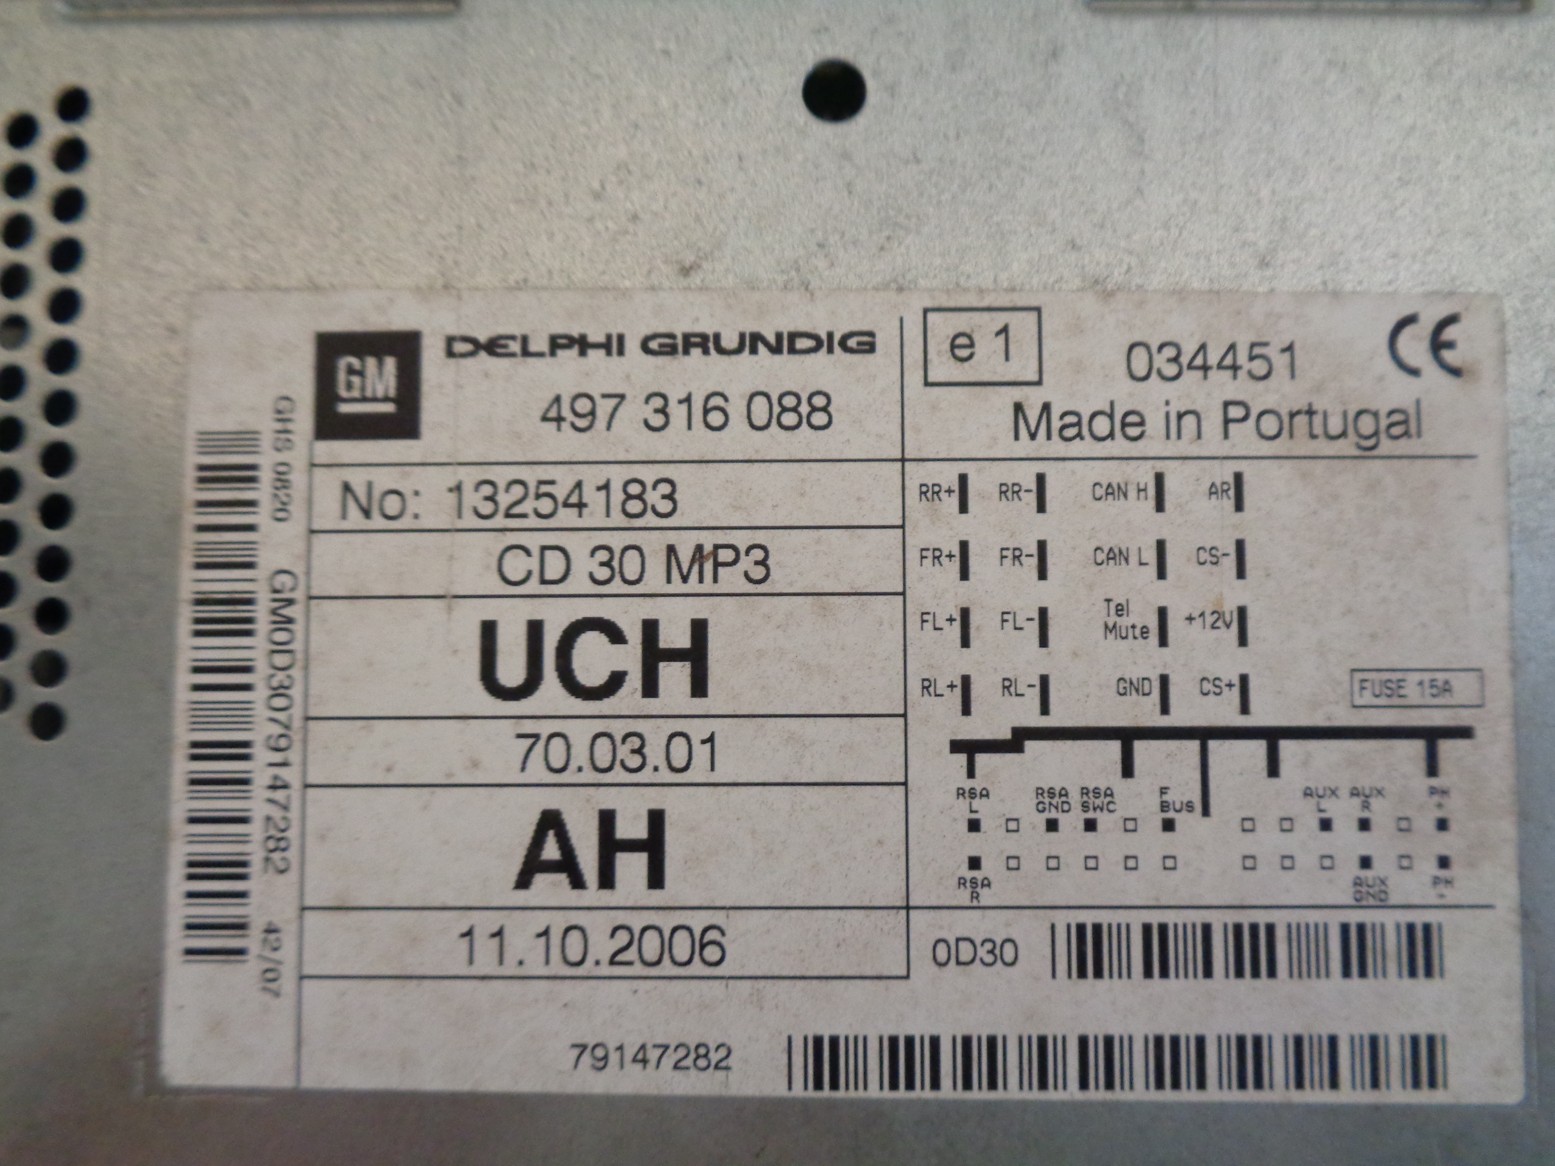 GM
DELPHI GRUNDIG
497 316 088
No: 13254183
CD 30 MP3
UCH
70.03.01
AH
11.10.2006
e 1
034451
CE
Made in Portugal
RR+ RR- CAN H AR
FR+ FR- CAN L CS-
FL+ FL- Tel Mute +12V
RL+ RL- GND CS+
FUSE 15A
RSA L RSA GND RSA SWC F BUS AUX L AUX R PH +
RSA R AUX GND PH -
0D30
79147282
GHS 0820 GM0D3079147282 42/07